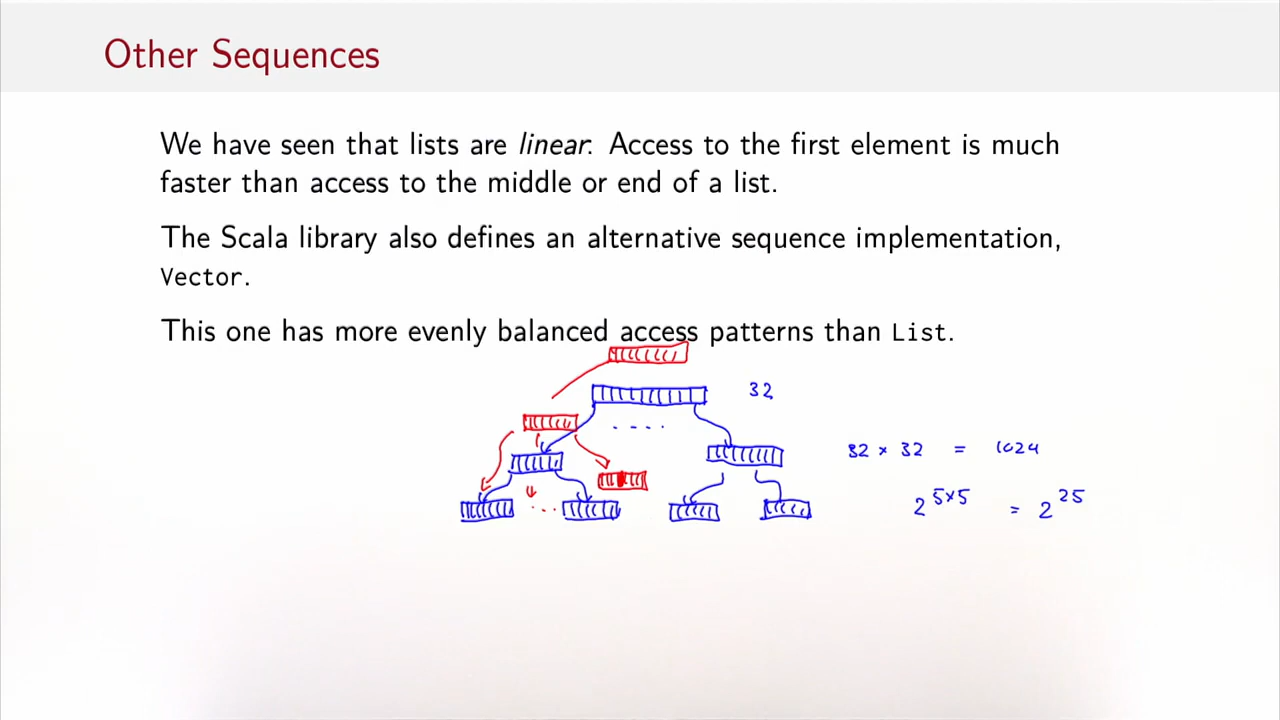 Other Sequences
We have seen that lists are linear. Access to the first element is much
faster than access to the middle or end of a list.
The Scala library also defines an alternative sequence implementation,
Vector.
This one has more evenly balanced access patterns than List.
32
32 × 32 = 1024
2^5×5 = 2^25